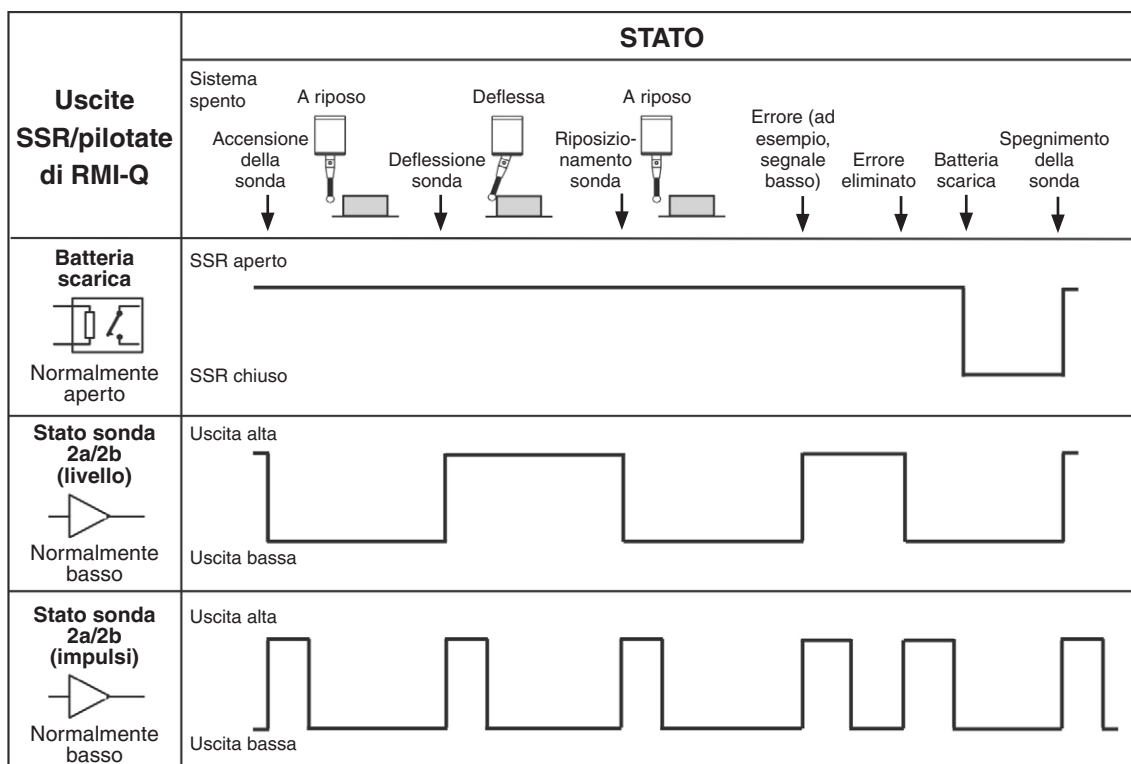 Uscite
SSR/pilotate
di RMI-Q
STATO
Sistema
spento
Accensione
della
sonda
A riposo
Deflessione
sonda
Deflessa
Riposizio-
namento
sonda
A riposo
Errore (ad
esempio,
segnale
basso)
Errore
eliminato
Batteria
scarica
Spegnimento
della
sonda
Batteria
scarica
Normalmente
aperto
SSR aperto
SSR chiuso
Stato sonda
2a/2b
(livello)
Normalmente
basso
Uscita alta
Uscita bassa
Stato sonda
2a/2b
(impulsi)
Normalmente
basso
Uscita alta
Uscita bassa